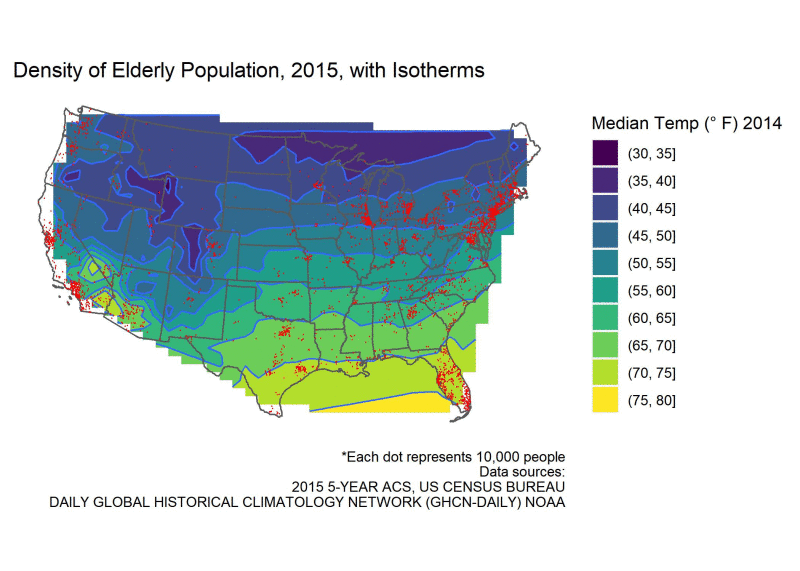 Density of Elderly Population, 2015, with Isotherms
Median Temp (° F) 2014
(30, 35]
(35, 40]
(40, 45]
(45, 50]
(50, 55]
(55, 60]
(60, 65]
(65, 70]
(70, 75]
(75, 80]
*Each dot represents 10,000 people
Data sources:
2015 5-YEAR ACS, US CENSUS BUREAU
DAILY GLOBAL HISTORICAL CLIMATOLOGY NETWORK (GHCN-DAILY) NOAA